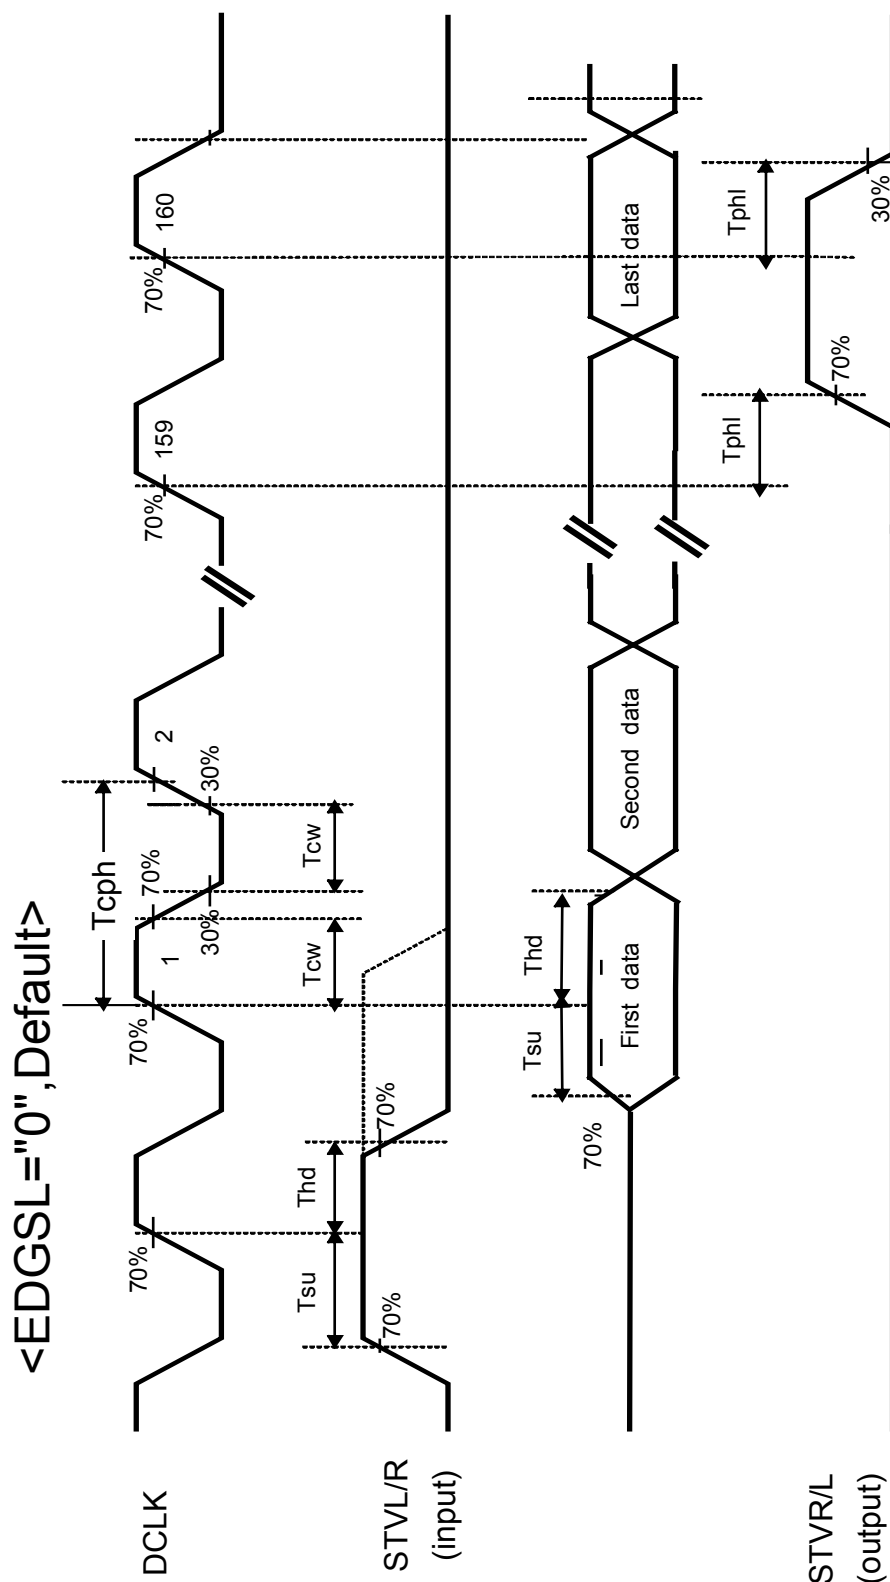 <EDGSL="0",Default>
Tcph
DCLK
70%
70%
1
70%
30%
30%
2
70%
159
70%
160
Tcw
Tcw
STVL/R
(input)
Tsu
Thd
70%
70%
Tsu
Thd
70%
First data
Second data
Last data
Tphl
Tphl
STVR/L
(output)
70%
30%